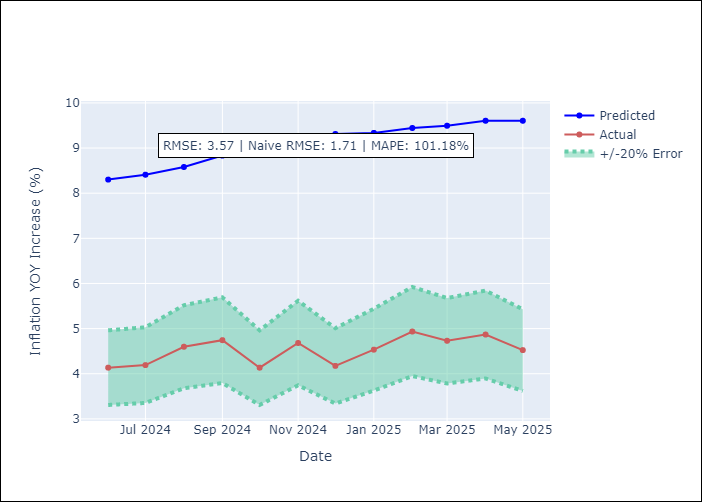 10
9
8
7
6
5
4
3
Inflation YOY Increase (%)
RMSE: 3.57 | Naive RMSE: 1.71 | MAPE: 101.18%
Predicted
Actual
+/-20% Error
Jul 2024
Sep 2024
Nov 2024
Jan 2025
Mar 2025
May 2025
Date